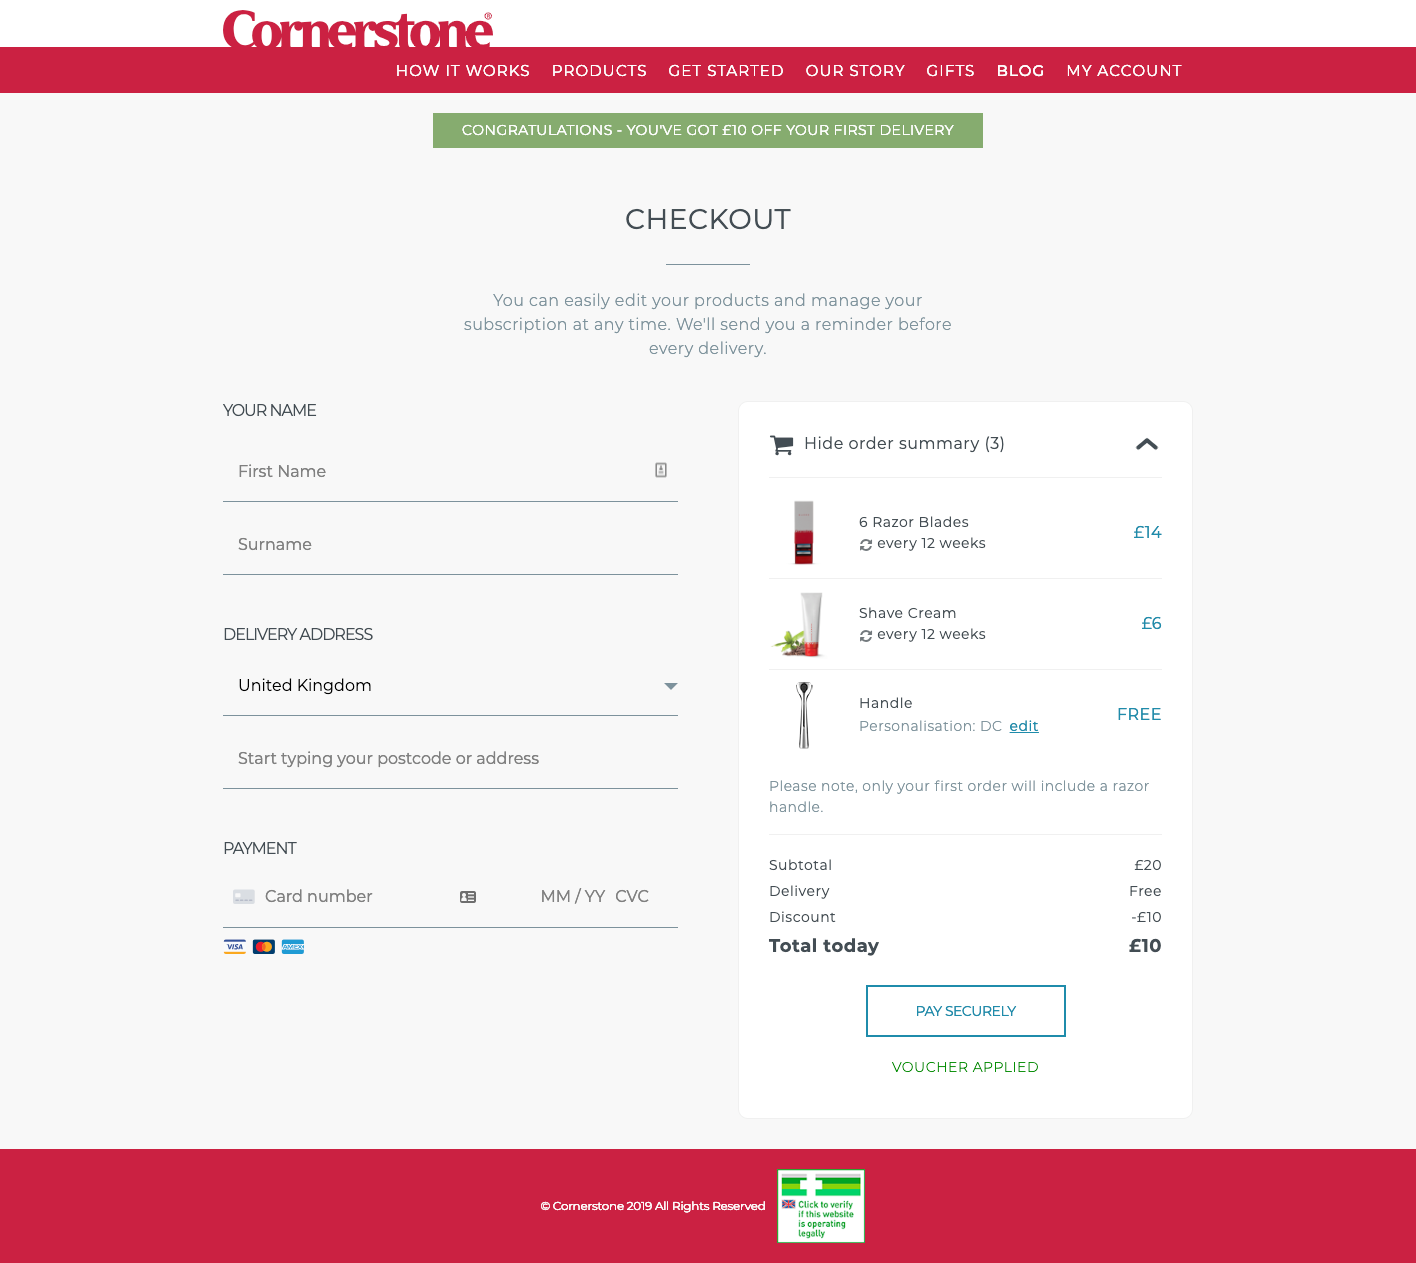 Cornerstone®
HOW IT WORKS PRODUCTS GET STARTED OUR STORY GIFTS BLOG MY ACCOUNT
CONGRATULATIONS - YOU'VE GOT £10 OFF YOUR FIRST DELIVERY
CHECKOUT
You can easily edit your products and manage your
subscription at any time. We'll send you a reminder before
every delivery.
YOUR NAME
First Name
Surname
DELIVERY ADDRESS
United Kingdom
Start typing your postcode or address
PAYMENT
Card number MM / YY CVC
VISA AMEX
Hide order summary (3)
6 Razor Blades
every 12 weeks
£14
Shave Cream
every 12 weeks
£6
Handle
Personalisation: DC edit
FREE
Please note, only your first order will include a razor
handle.
Subtotal £20
Delivery Free
Discount -£10
Total today £10
PAY SECURELY
VOUCHER APPLIED
© Cornerstone 2019 All Rights Reserved
Click to verify
if this website
is operating
legally